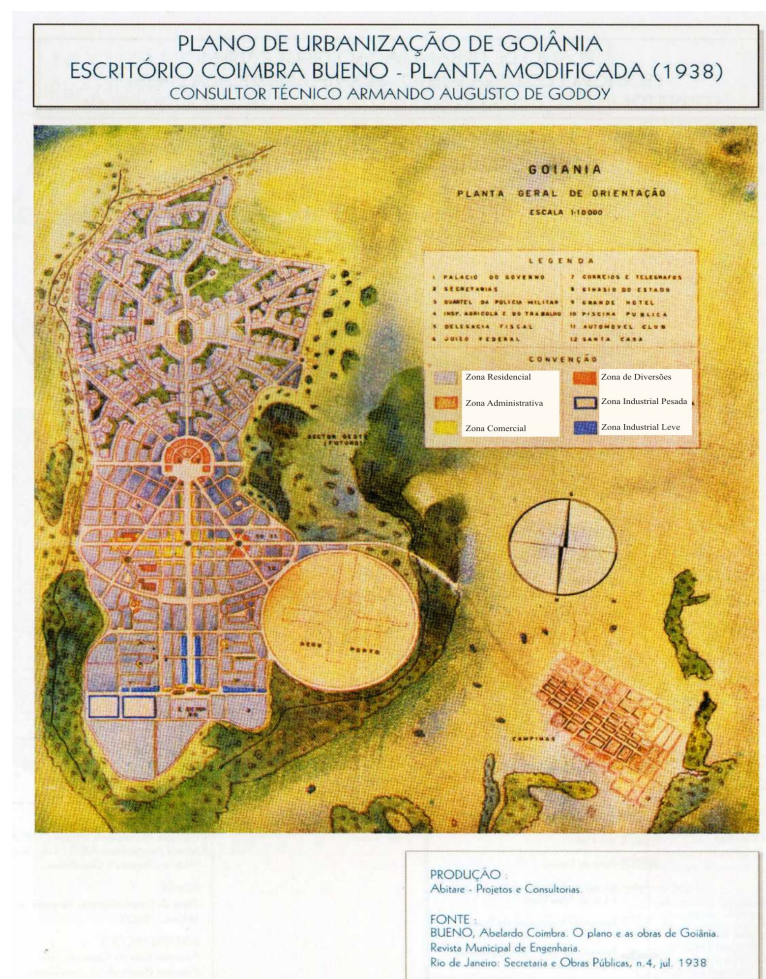 PLANO DE URBANIZAÇÃO DE GOIÂNIA
ESCRITÓRIO COIMBRA BUENO - PLANTA MODIFICADA (1938)
CONSULTOR TÉCNICO ARMANDO AUGUSTO DE GODOY
GOIANIA
PLANTA GERAL DE ORIENTAÇÃO
ESCALA 1:10000
LEGENDA
1 PALACIO DO GOVERNO
2 SECRETARIAS
3 QUARTEL DA POLICIA MILITAR
4 INSP. AGRICOLA E DO TRABALHO
5 DELEGACIA FISCAL
6 JUIZO FEDERAL
7 CORREIOS E TELEGRAFOS
8 GINASIO DO ESTADO
9 GRANDE HOTEL
10 PISCINA PUBLICA
11 AUTOMOVEL CLUB
12 SANTA CASA
CONVENÇÃO
Zona Residencial
Zona Administrativa
Zona Comercial
Zona de Diversões
Zona Industrial Pesada
Zona Industrial Leve
SECTOR OESTE
(FUTURO)
AERO PORTO
CAMPINAS
PRODUÇÃO :
Abitare - Projetos e Consultorias.
FONTE :
BUENO, Abelardo Coimbra. O plano e as obras de Goiânia.
Revista Municipal de Engenharia.
Rio de Janeiro: Secretaria e Obras Públicas, n.4, jul. 1938